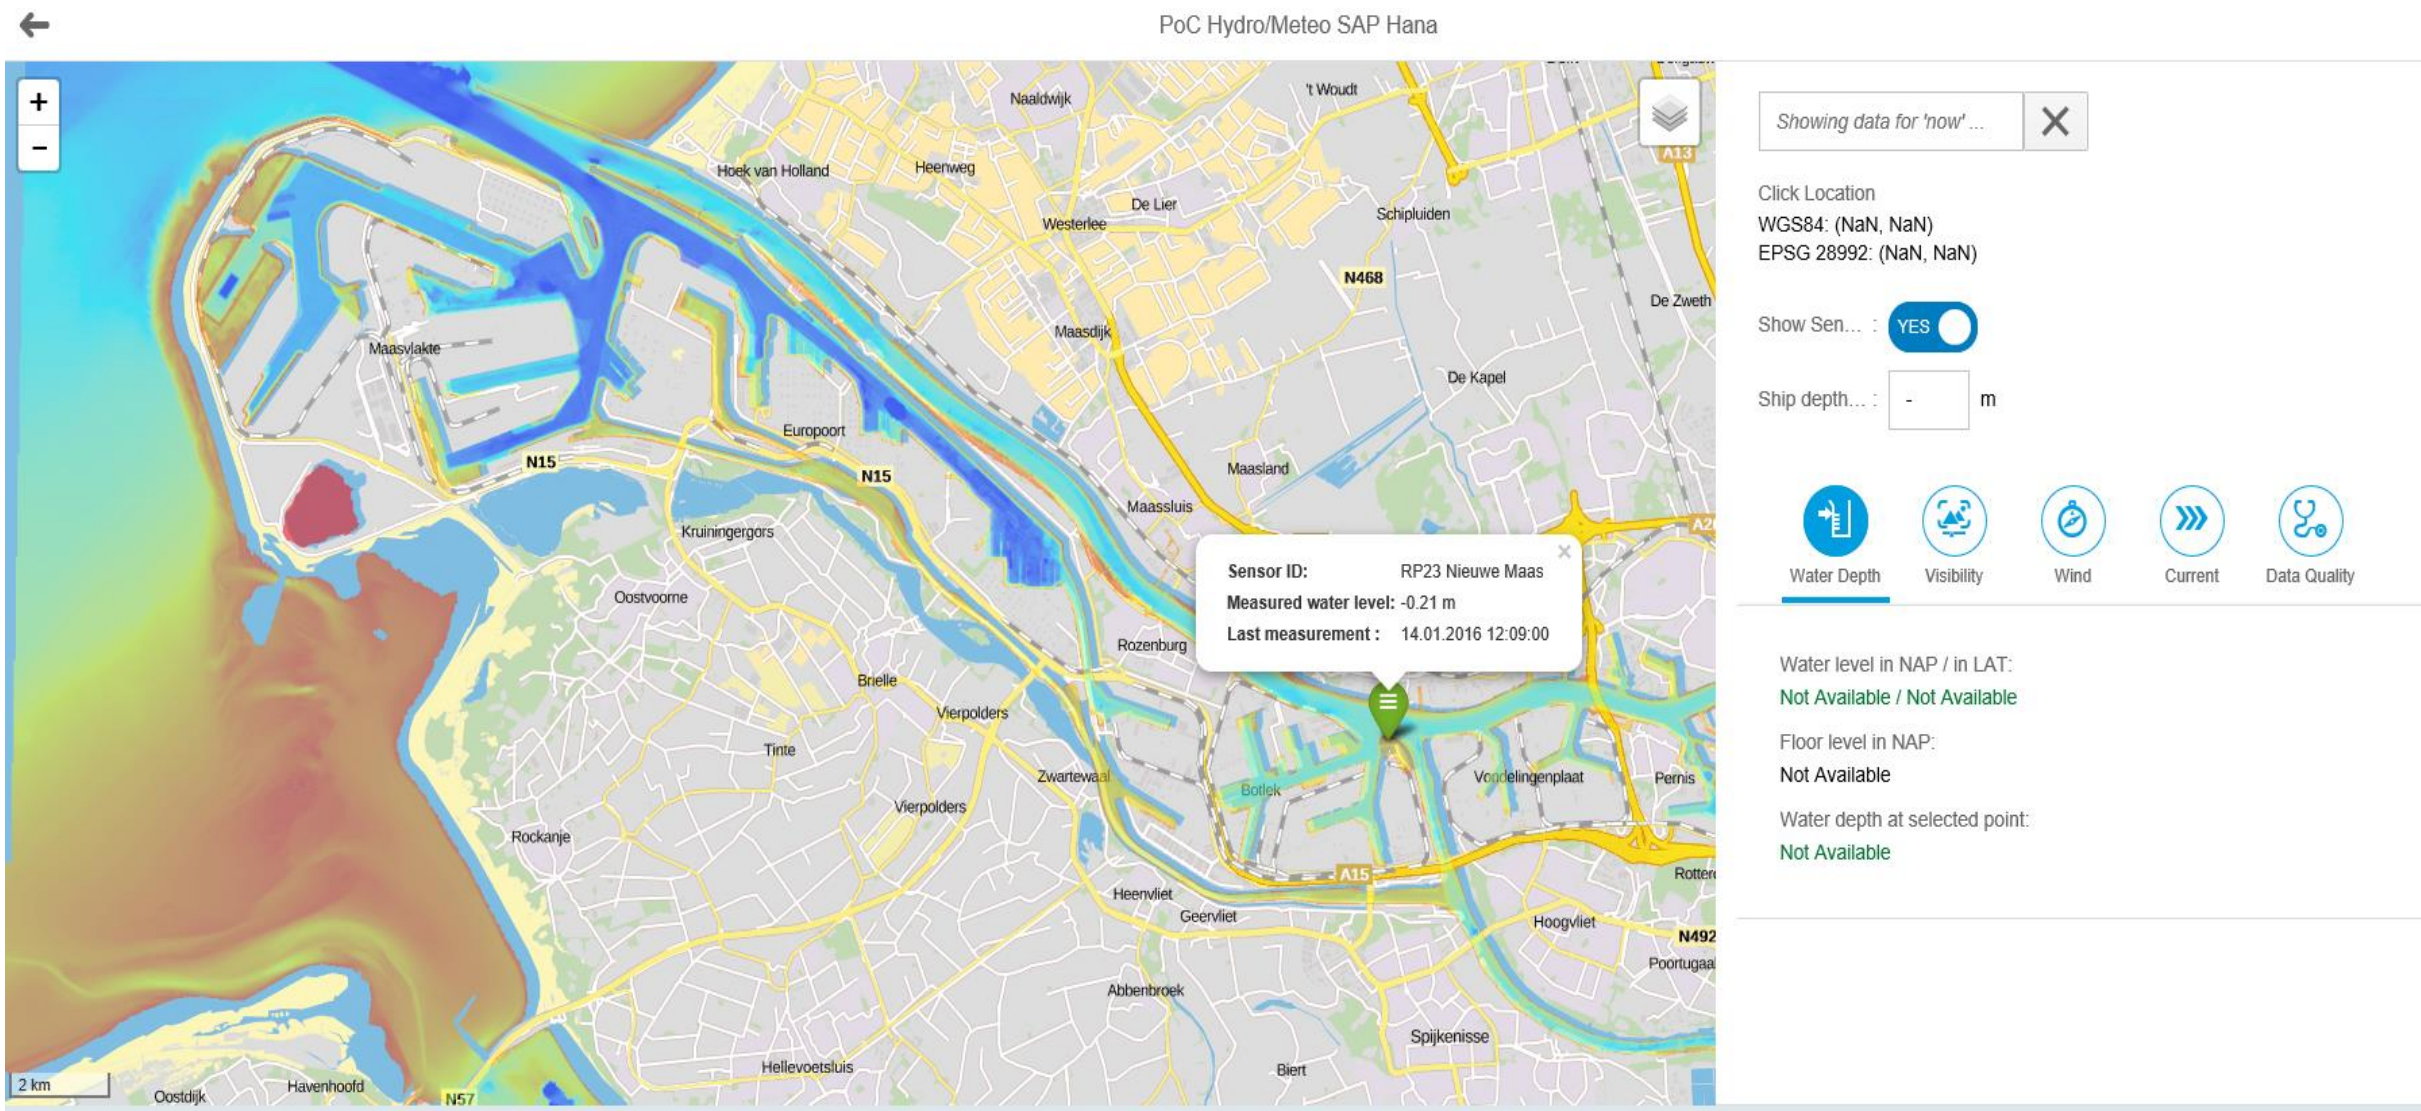 PoC Hydro/Meteo SAP Hana
+
−
Naaldwijk
't Woudt
A13
Hoek van Holland
Heenweg
De Lier
Westerlee
Schipluiden
N468
De Zweth
Maasdijk
Maasvlakte
De Kapel
Europoort
N15
N15
Maasland
Maassluis
A20
Kruiningergors
Oostvoorne
Rozenburg
Sensor ID: RP23 Nieuwe Maas
Measured water level: -0.21 m
Last measurement : 14.01.2016 12:09:00
×
Brielle
Vierpolders
Tinte
Zwartewaal
Botlek
Vondelingenplaat
Pernis
Vierpolders
Rockanje
A15
Heenvliet
Geervliet
Hoogvliet
N492
Poortugaa
Abbenbroek
Spijkenisse
Hellevoetsluis
Biert
2 km
Oostdijk
Havenhoofd
N57
Showing data for 'now' ...
Click Location
WGS84: (NaN, NaN)
EPSG 28992: (NaN, NaN)
Show Sen... : YES
Ship depth... : - m
Water Depth Visibility Wind Current Data Quality
Water level in NAP / in LAT:
Not Available / Not Available
Floor level in NAP:
Not Available
Water depth at selected point:
Not Available